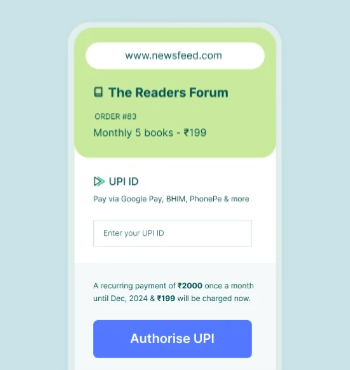 www.newsfeed.com
The Readers Forum
ORDER #83
Monthly 5 books - ₹199
UPI ID
Pay via Google Pay, BHIM, PhonePe & more
Enter your UPI ID
A recurring payment of ₹2000 once a month
until Dec, 2024 & ₹199 will be charged now.
Authorise UPI